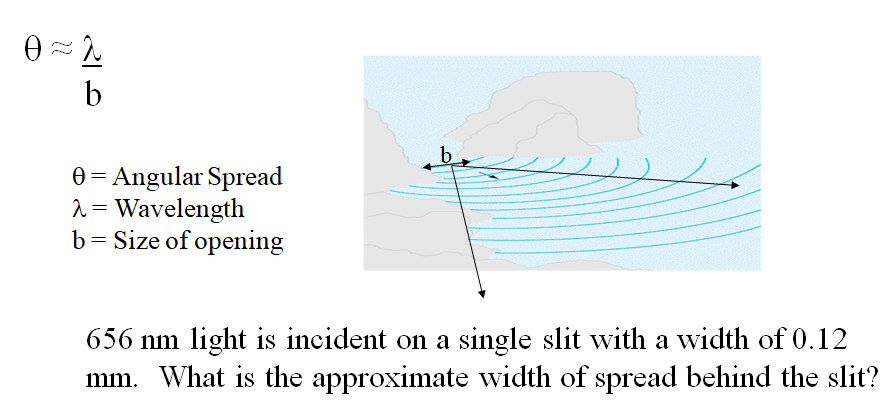 θ ≈ λ
b
b
θ = Angular Spread
λ = Wavelength
b = Size of opening
656 nm light is incident on a single slit with a width of 0.12
mm. What is the approximate width of spread behind the slit?